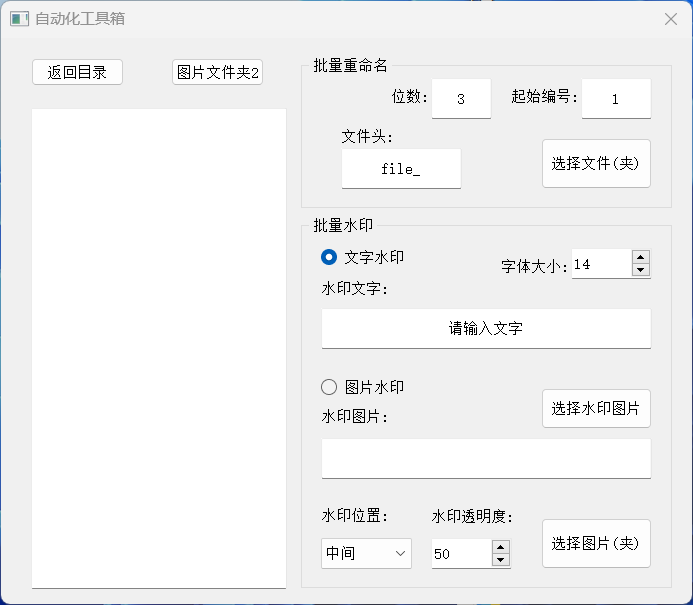 自动化工具箱
返回目录 图片文件夹2
批量重命名
位数: 3 起始编号: 1
文件头:
file_ 选择文件(夹)
批量水印
文字水印 字体大小: 14
水印文字:
请输入文字
图片水印
水印图片: 选择水印图片
水印位置: 水印透明度:
中间 50 选择图片(夹)